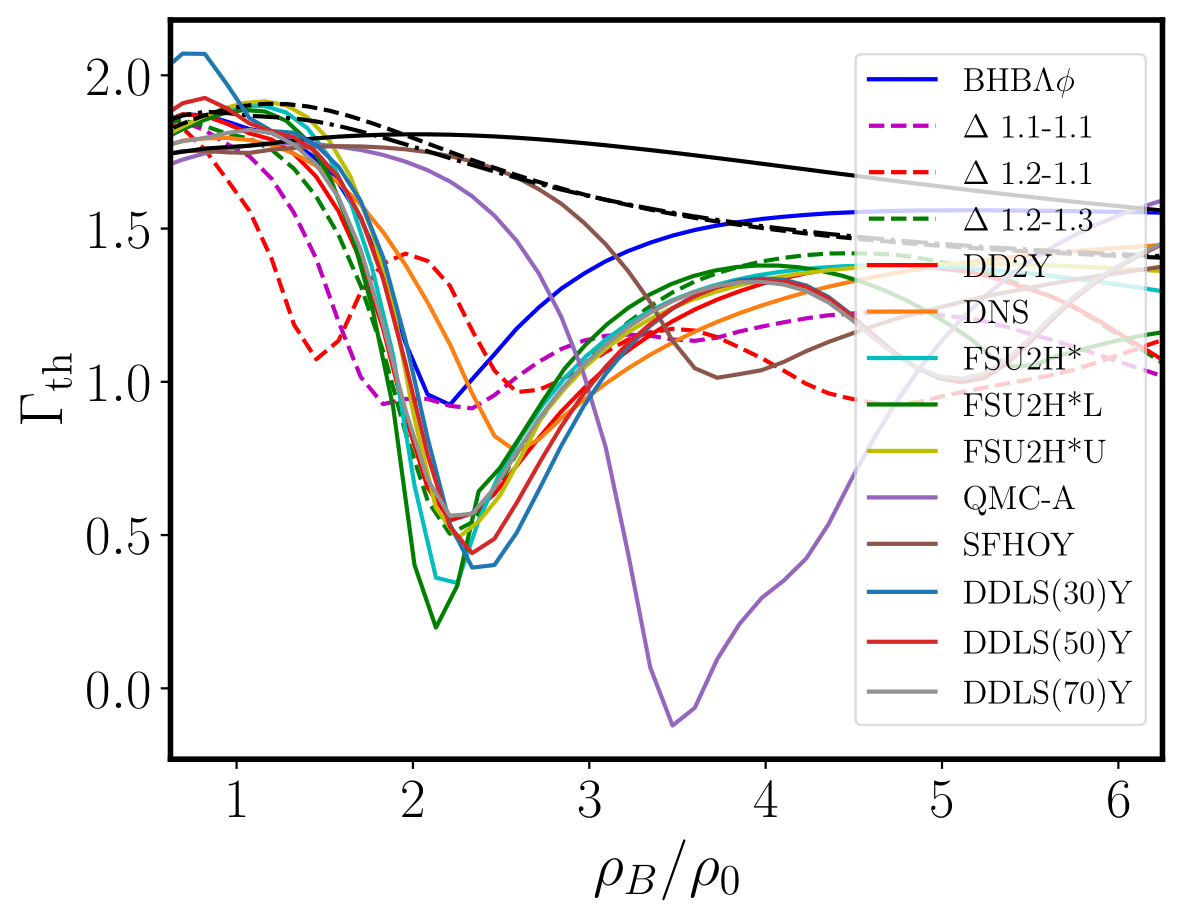 2.0
1.5
1.0
0.5
0.0
Γth
1 2 3 4 5 6
ρB/ρ0
BHBΛϕ
Δ 1.1-1.1
Δ 1.2-1.1
Δ 1.2-1.3
DD2Y
DNS
FSU2H*
FSU2H*L
FSU2H*U
QMC-A
SFHOY
DDLS(30)Y
DDLS(50)Y
DDLS(70)Y